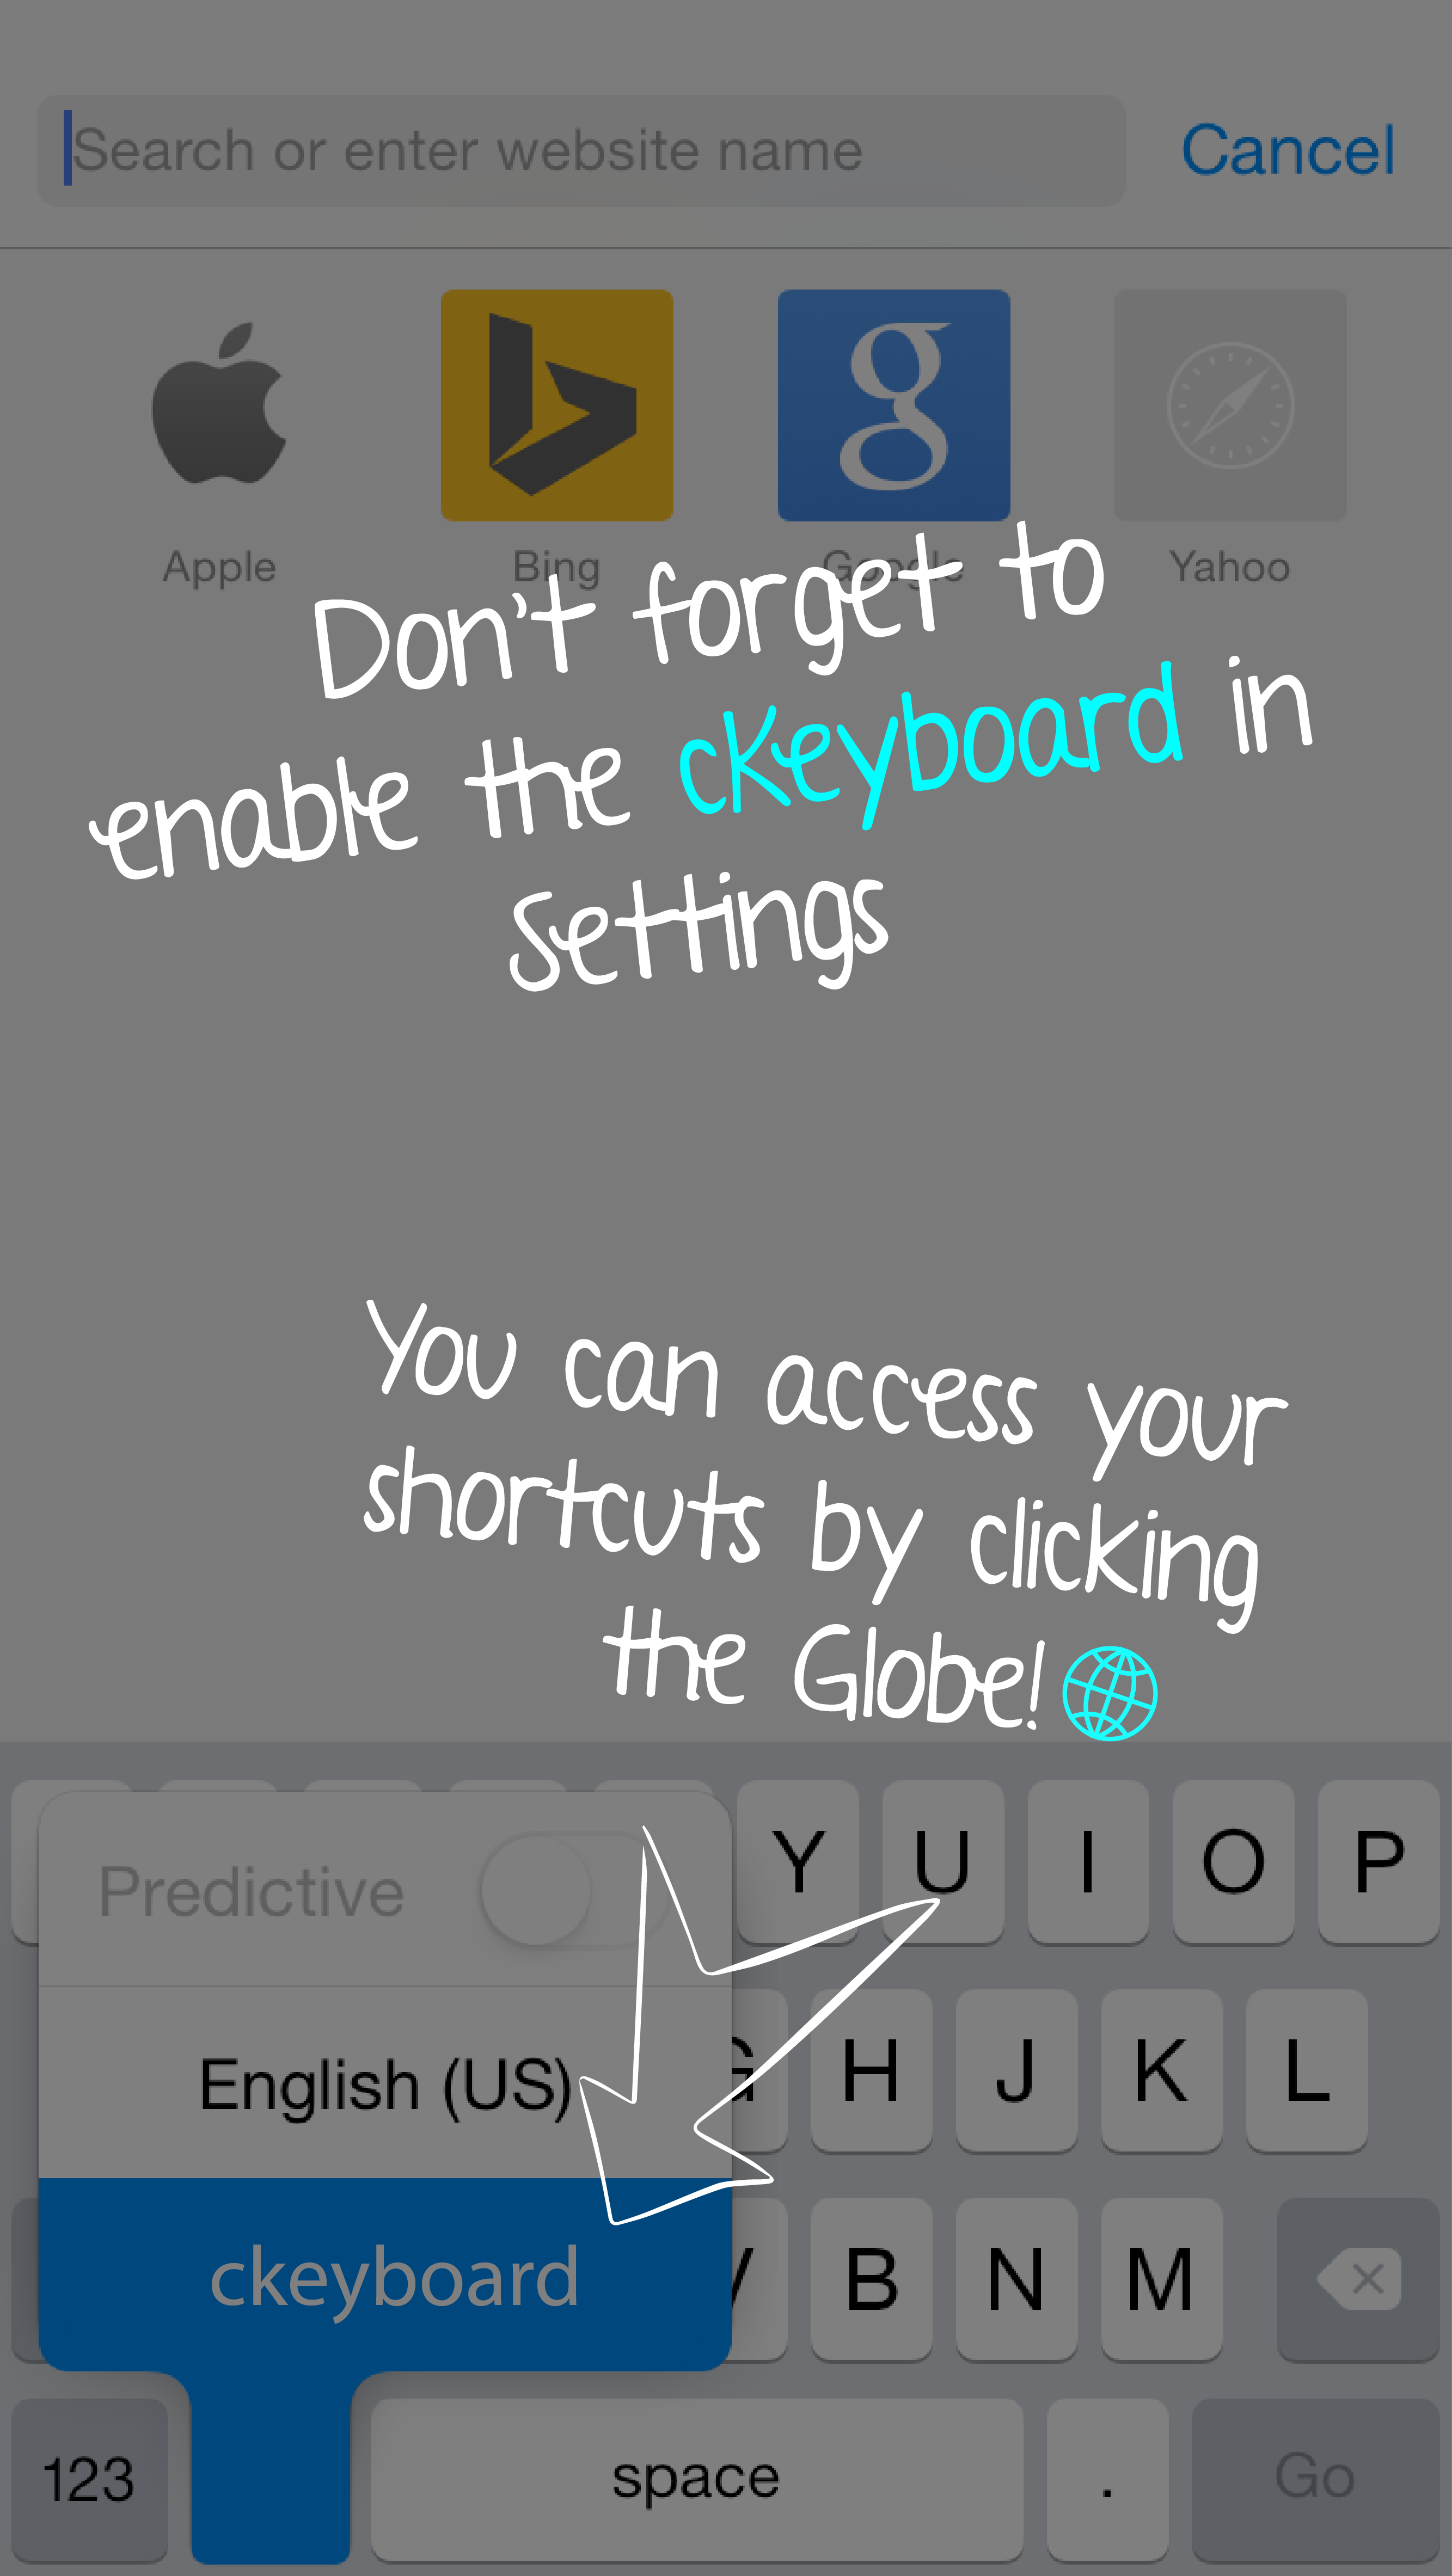 Search or enter website name
Cancel
Apple
Bing
Google
Yahoo
Don't forget to
enable the cKeyboard in
Settings
You can access your
shortcuts by clicking
the Globe!
Predictive
Y U I O P
English (US)
G H J K L
ckeyboard
V B N M
123
space
.
Go